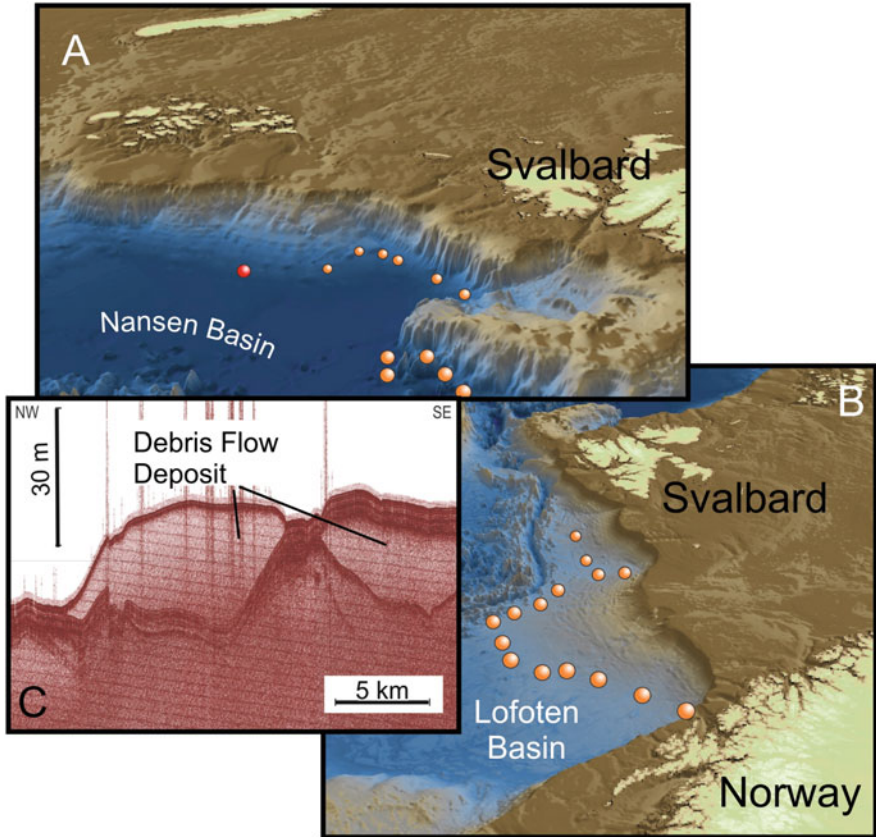 A
Svalbard
Nansen Basin
B
Svalbard
Lofoten
Basin
Norway
NW
SE
30 m
Debris Flow
Deposit
5 km
C